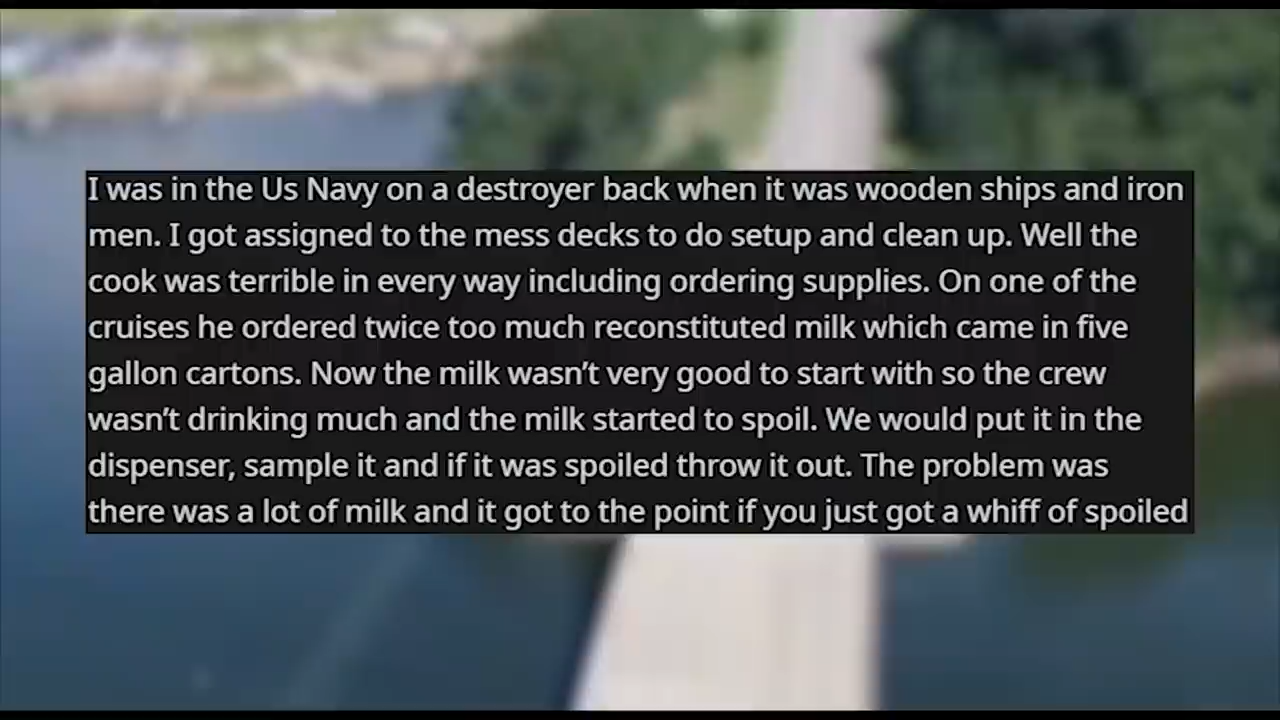 I was in the Us Navy on a destroyer back when it was wooden ships and iron
men. I got assigned to the mess decks to do setup and clean up. Well the
cook was terrible in every way including ordering supplies. On one of the
cruises he ordered twice too much reconstituted milk which came in five
gallon cartons. Now the milk wasn’t very good to start with so the crew
wasn’t drinking much and the milk started to spoil. We would put it in the
dispenser, sample it and if it was spoiled throw it out. The problem was
there was a lot of milk and it got to the point if you just got a whiff of spoiled